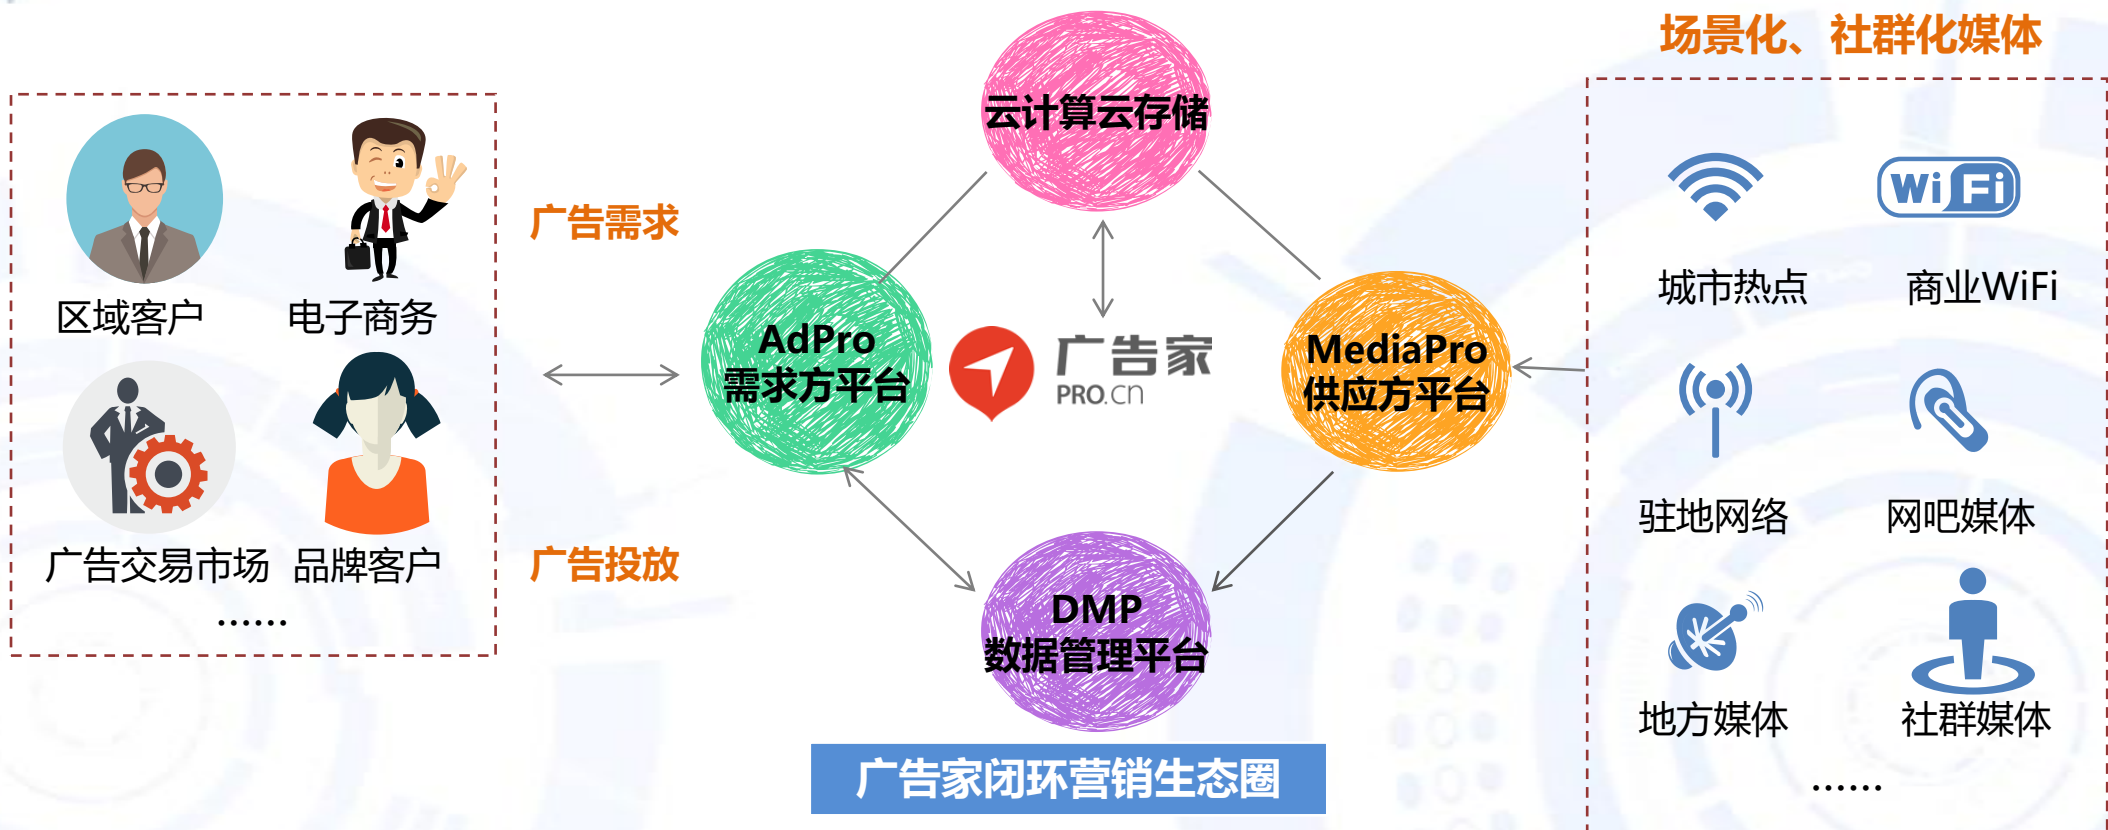 场景化、社群化媒体
云计算云存储
广告需求
区域客户
电子商务
广告交易市场
品牌客户
......
广告投放
AdPro
需求方平台
广告家
PRO.CN
MediaPro
供应方平台
DMP
数据管理平台
广告家闭环营销生态圈
WiFi
城市热点
商业WiFi
驻地网络
网吧媒体
地方媒体
社群媒体
......